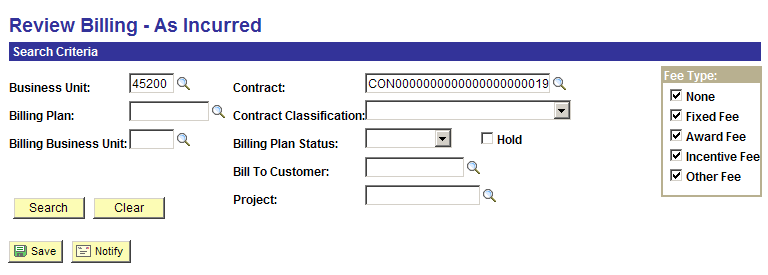 Review Billing - As Incurred
Search Criteria
Business Unit: 45200 Contract: CON0000000000000000000019
Billing Plan: Contract Classification:
Billing Business Unit: Billing Plan Status: Hold
Bill To Customer:
Project:
Fee Type:
None
Fixed Fee
Award Fee
Incentive Fee
Other Fee
Search Clear
Save Notify